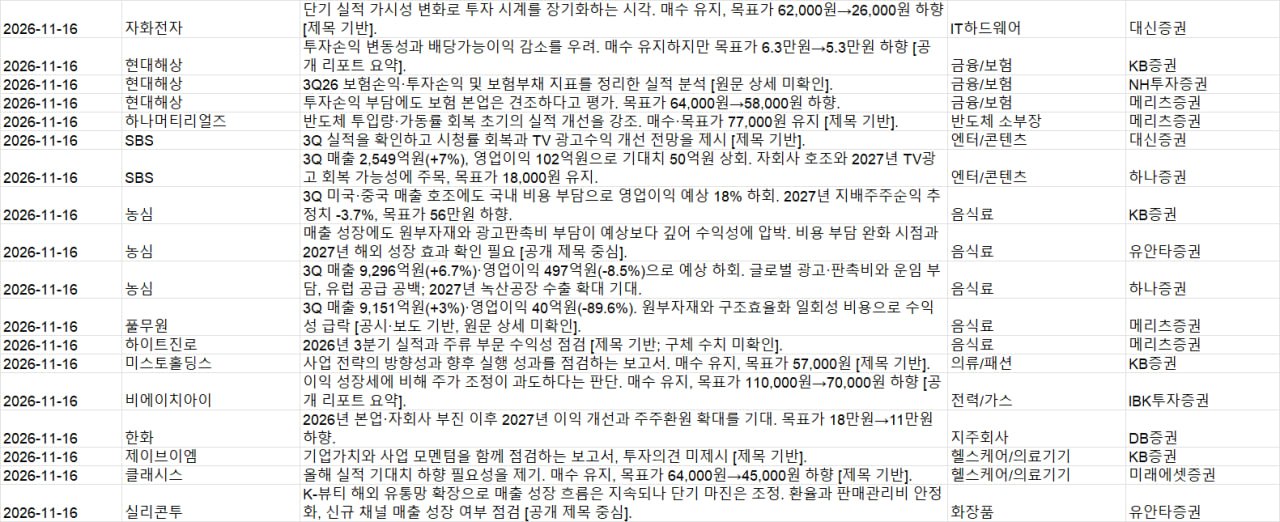 단기 실적 가시성 변화로 투자 시계를 장기화하는 시각. 매수 유지, 목표가 62,000원→26,000원 하향
2026-11-16 자화전자 [제목 기반]. IT하드웨어 대신증권
투자손익 변동성과 배당가능이익 감소를 우려. 매수 유지하지만 목표가 6.3만원→5.3만원 하향 [공
2026-11-16 현대해상 개 리포트 요약]. 금융/보험 KB증권
2026-11-16 현대해상 3Q26 보험손익·투자손익 및 보험부채 지표를 정리한 실적 분석 [원문 상세 미확인]. 금융/보험 NH투자증권
2026-11-16 현대해상 투자손익 부담에도 보험 본업은 견조하다고 평가. 목표가 64,000원→58,000원 하향. 금융/보험 메리츠증권
2026-11-16 하나머티리얼즈 반도체 투입량·가동률 회복 초기의 실적 개선을 강조. 매수·목표가 77,000원 유지 [제목 기반]. 반도체 소부장 메리츠증권
2026-11-16 SBS 3Q 실적을 확인하고 시청률 회복과 TV 광고수익 개선 전망을 제시 [제목 기반]. 엔터/콘텐츠 대신증권
3Q 매출 2,549억원(+7%), 영업이익 102억원으로 기대치 50억원 상회. 자회사 호조와 2027년 TV광
2026-11-16 SBS 고 회복 가능성에 주목, 목표가 18,000원 유지. 엔터/콘텐츠 하나증권
3Q 미국·중국 매출 호조에도 국내 비용 부담으로 영업이익 예상 18% 하회. 2027년 지배주주순이익 추
2026-11-16 농심 정치 -3.7%, 목표가 56만원 하향. 음식료 KB증권
매출 성장에도 원부자재와 광고판촉비 부담이 예상보다 깊어 수익성에 압박. 비용 부담 완화 시점과
2026-11-16 농심 2027년 해외 성장 효과 확인 필요 [공개 제목 중심]. 음식료 유안타증권
3Q 매출 9,296억원(+6.7%)·영업이익 497억원(-8.5%)으로 예상 하회. 글로벌 광고·판촉비와 운임 부
2026-11-16 농심 담, 유럽 공급 공백; 2027년 녹산공장 수출 확대 기대. 음식료 하나증권
3Q 매출 9,151억원(+3%)·영업이익 40억원(-89.6%). 원부자재와 구조효율화 일회성 비용으로 수익
2026-11-16 풀무원 성 급락 [공시·보도 기반, 원문 상세 미확인]. 음식료 메리츠증권
2026-11-16 하이트진로 2026년 3분기 실적과 주류 부문 수익성 점검 [제목 기반; 구체 수치 미확인]. 음식료 메리츠증권
2026-11-16 미스토홀딩스 사업 전략의 방향성과 향후 실행 성과를 점검하는 보고서. 매수 유지, 목표가 57,000원 [제목 기반]. 의류/패션 KB증권
이익 성장세에 비해 주가 조정이 과도하다는 판단. 매수 유지, 목표가 110,000원→70,000원 하향 [공
2026-11-16 비에이치아이 개 리포트 요약]. 전력/가스 IBK투자증권
2026년 본업·자회사 부진 이후 2027년 이익 개선과 주주환원 확대를 기대. 목표가 18만원→11만원
2026-11-16 한화 하향. 지주회사 DB증권
2026-11-16 제이브이엠 기업가치와 사업 모멘텀을 함께 점검하는 보고서, 투자의견 미제시 [제목 기반]. 헬스케어/의료기기 KB증권
2026-11-16 클래시스 올해 실적 기대치 하향 필요성을 제기. 매수 유지, 목표가 64,000원→45,000원 하향 [제목 기반]. 헬스케어/의료기기 미래에셋증권
K-뷰티 해외 유통망 확장으로 매출 성장 흐름은 지속되나 단기 마진은 조정. 환율과 판매관리비 안정
2026-11-16 실리콘투 화, 신규 채널 매출 성장 여부 점검 [공개 제목 중심]. 화장품 유안타증권